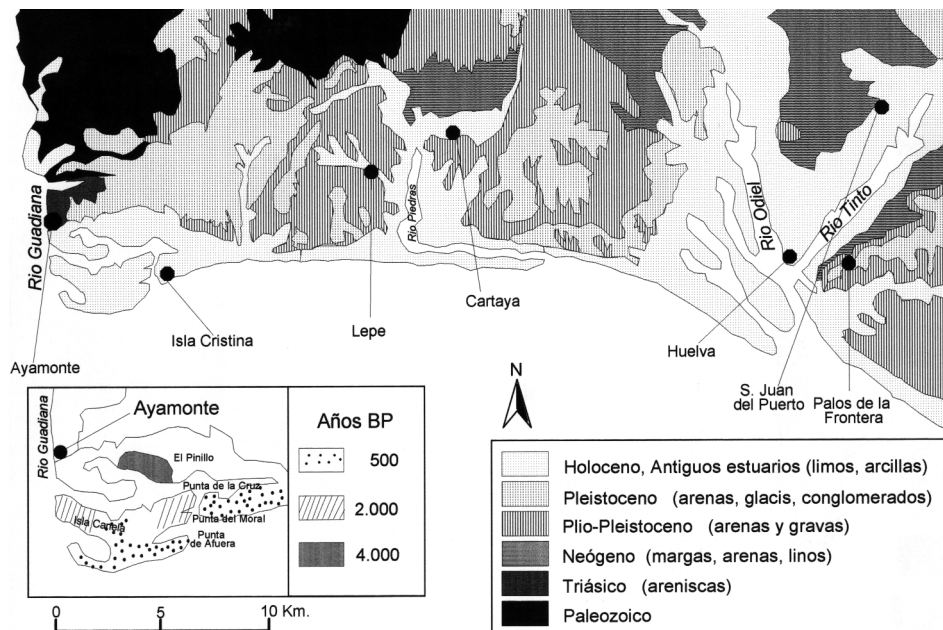 Rio Guadiana
Rio Piedras
Rio Odiel
Rio Tinto
Ayamonte
Isla Cristina
Lepe
Cartaya
Huelva
S. Juan
del Puerto
Palos de la
Frontera
N
Ayamonte
Rio Guadiana
El Pinillo
Punta de la Cruz
Isla Canela
Punta del Moral
Punta
de Afuera
0 5 10 Km.
Años BP
500
2.000
4.000
Holoceno, Antiguos estuarios (limos, arcillas)
Pleistoceno (arenas, glacis, conglomerados)
Plio-Pleistoceno (arenas y gravas)
Neógeno (margas, arenas, linos)
Triásico (areniscas)
Paleozoico